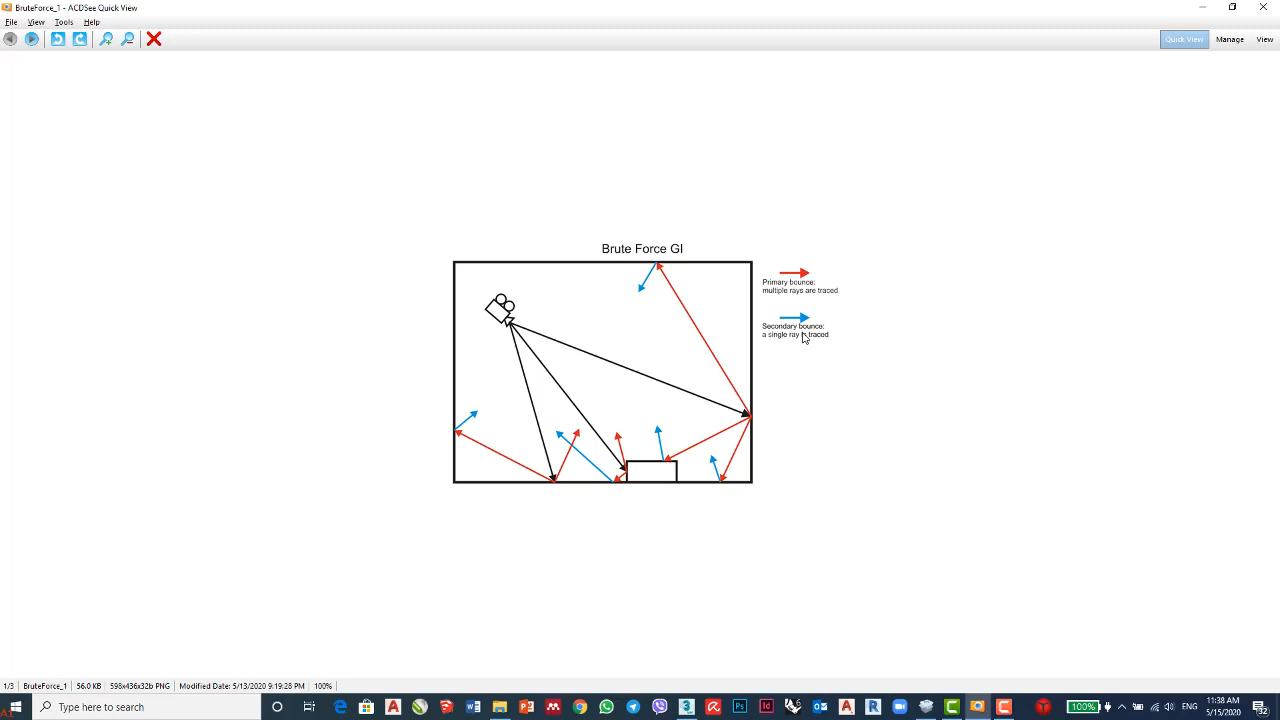 BruteForce_1 - ACDSee Quick View
File View Tools Help
Quick View Manage View
Brute Force GI
Primary bounce:
multiple rays are traced
Secondary bounce:
a single ray is traced
1/3 BruteForce_1 56.0 KB 598x436x32b PNG Modified Date: 5/13/2020 9:19:28 PM 100%
Type here to search
100%
ENG
11:38 AM
5/15/2020